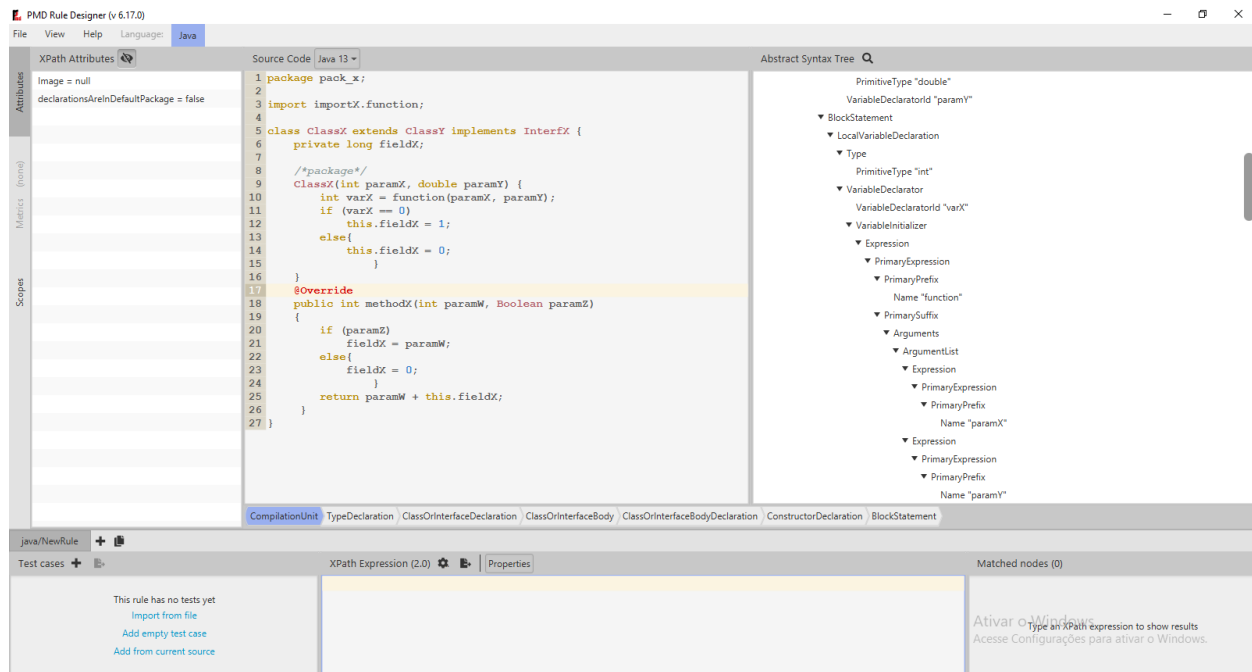 PMD Rule Designer (v 6.17.0)
File View Help Language: Java
XPath Attributes
Attributes
Metrics (none)
Scopes
Image = null
declarationsAreInDefaultPackage = false
Source Code Java 13
1 package pack_x;
2
3 import importX.function;
4
5 class ClassX extends ClassY implements InterfX {
6     private long fieldX;
7
8     /*package*/
9     ClassX(int paramX, double paramY) {
10         int varX = function(paramX, paramY);
11         if (varX == 0)
12             this.fieldX = 1;
13         else{
14             this.fieldX = 0;
15                 }
16     }
17     @Override
18     public int methodX(int paramW, Boolean paramZ)
19     {
20         if (paramZ)
21             fieldX = paramW;
22         else{
23             fieldX = 0;
24                 }
25         return paramW + this.fieldX;
26      }
27 }
CompilationUnit TypeDeclaration ClassOrInterfaceDeclaration ClassOrInterfaceBody ClassOrInterfaceBodyDeclaration ConstructorDeclaration BlockStatement
Abstract Syntax Tree
PrimitiveType "double"
VariableDeclaratorId "paramY"
BlockStatement
LocalVariableDeclaration
Type
PrimitiveType "int"
VariableDeclarator
VariableDeclaratorId "varX"
VariableInitializer
Expression
PrimaryExpression
PrimaryPrefix
Name "function"
PrimarySuffix
Arguments
ArgumentList
Expression
PrimaryExpression
PrimaryPrefix
Name "paramX"
Expression
PrimaryExpression
PrimaryPrefix
Name "paramY"
java/NewRule
Test cases
This rule has no tests yet
Import from file
Add empty test case
Add from current source
XPath Expression (2.0) Properties
Matched nodes (0)
Type an XPath expression to show results
Ativar o Windows
Acesse Configurações para ativar o Windows.